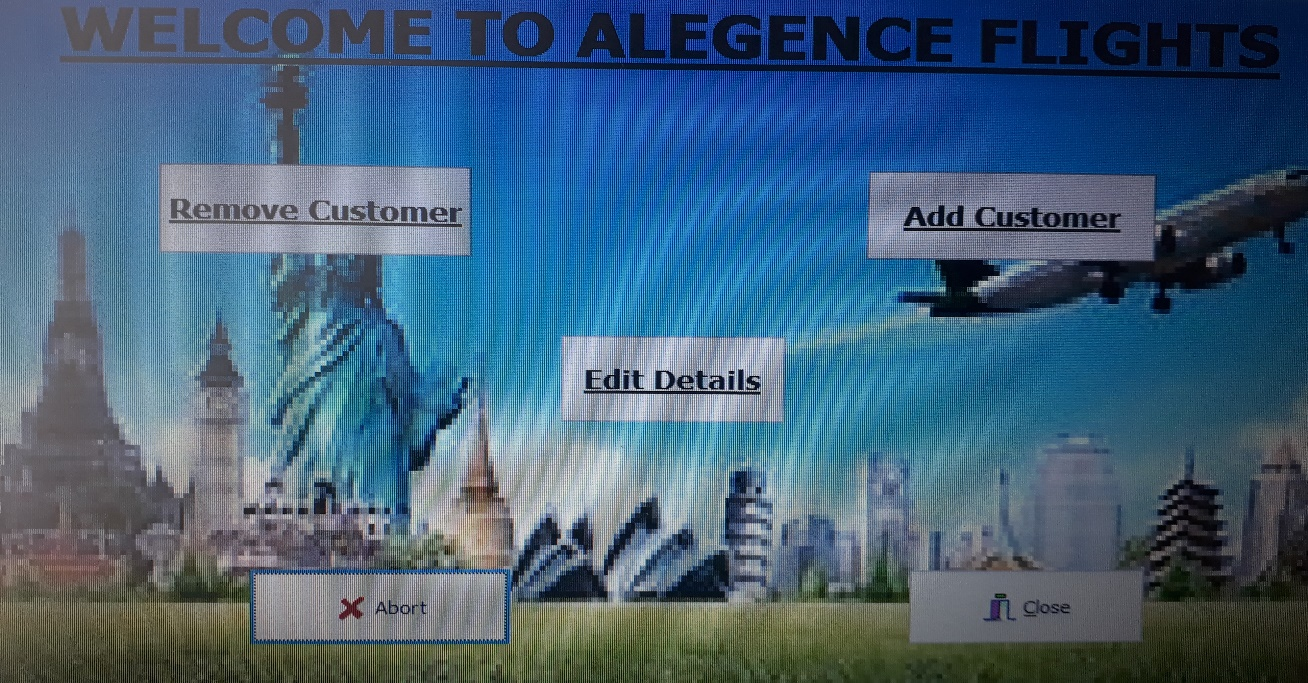 WELCOME TO ALEGENCE FLIGHTS
Remove Customer
Add Customer
Edit Details
Abort
Close